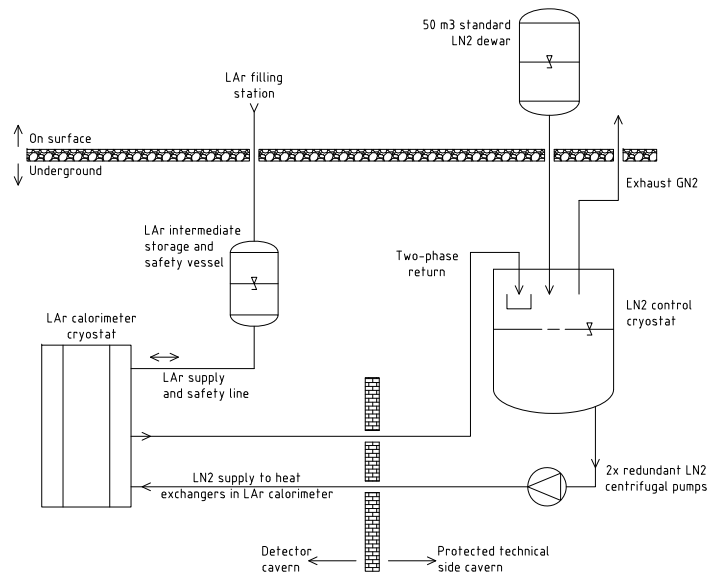 50 m3 standard
LN2 dewar
LAr filling
station
On surface
Underground
Exhaust GN2
LAr intermediate
storage and
safety vessel
Two-phase
return
LN2 control
cryostat
LAr calorimeter
cryostat
LAr supply
and safety line
LN2 supply to heat
exchangers in LAr calorimeter
2x redundant LN2
centrifugal pumps
Detector
cavern
Protected technical
side cavern